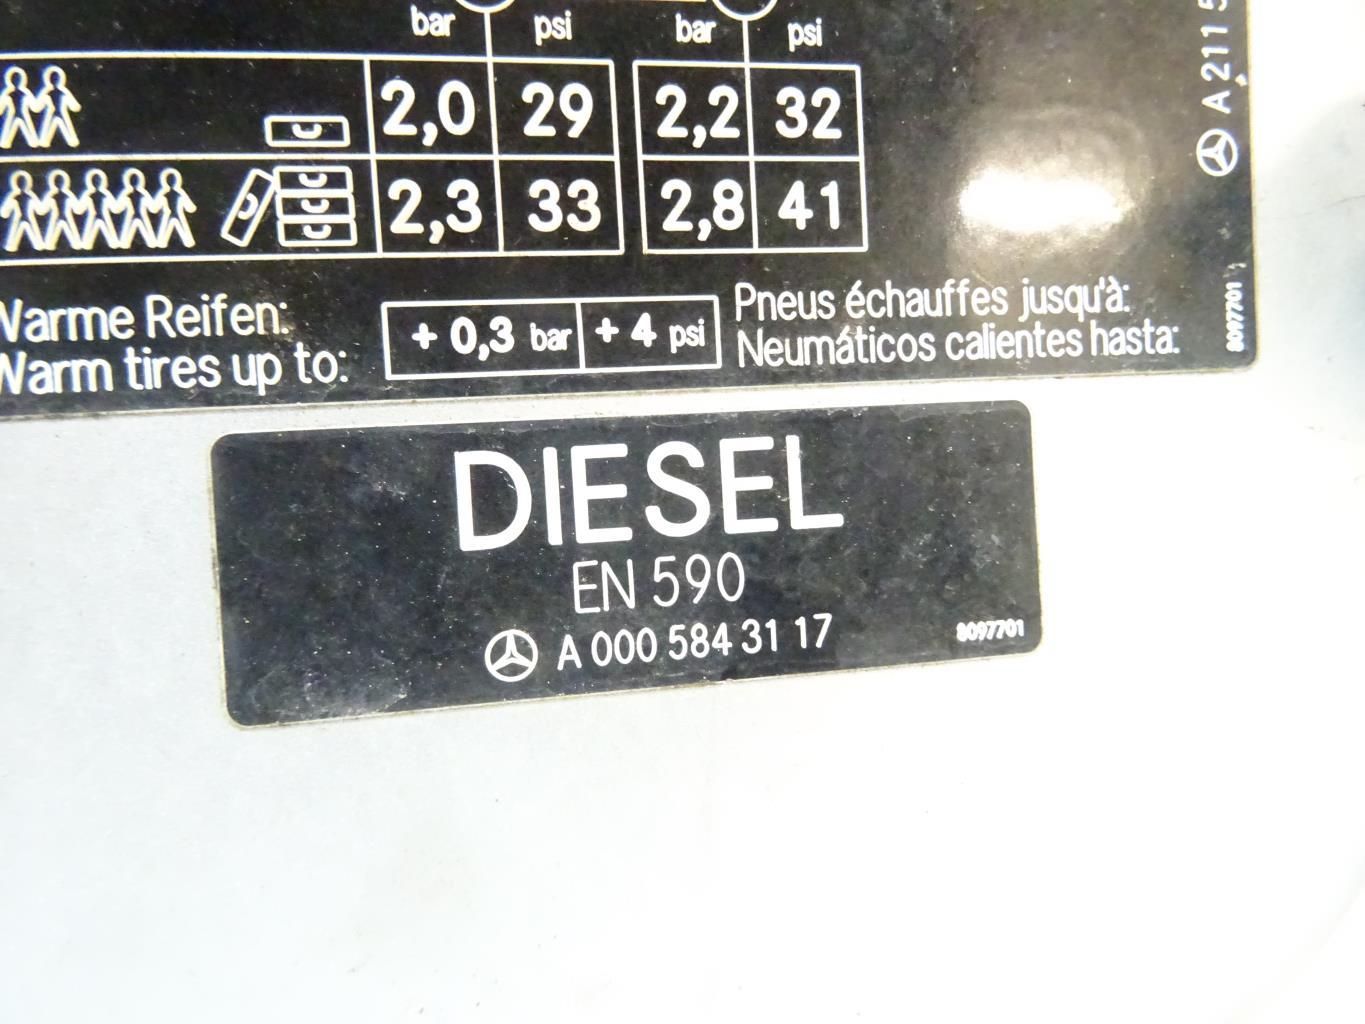 bar psi bar psi
2,0 29 2,2 32
2,3 33 2,8 41
Warme Reifen:
Warm tires up to:
+ 0,3 bar + 4 psi
Pneus échauffes jusqu'à:
Neumáticos calientes hasta:
A 211 5
8097701
DIESEL
EN 590
A 000 584 31 17
8097701